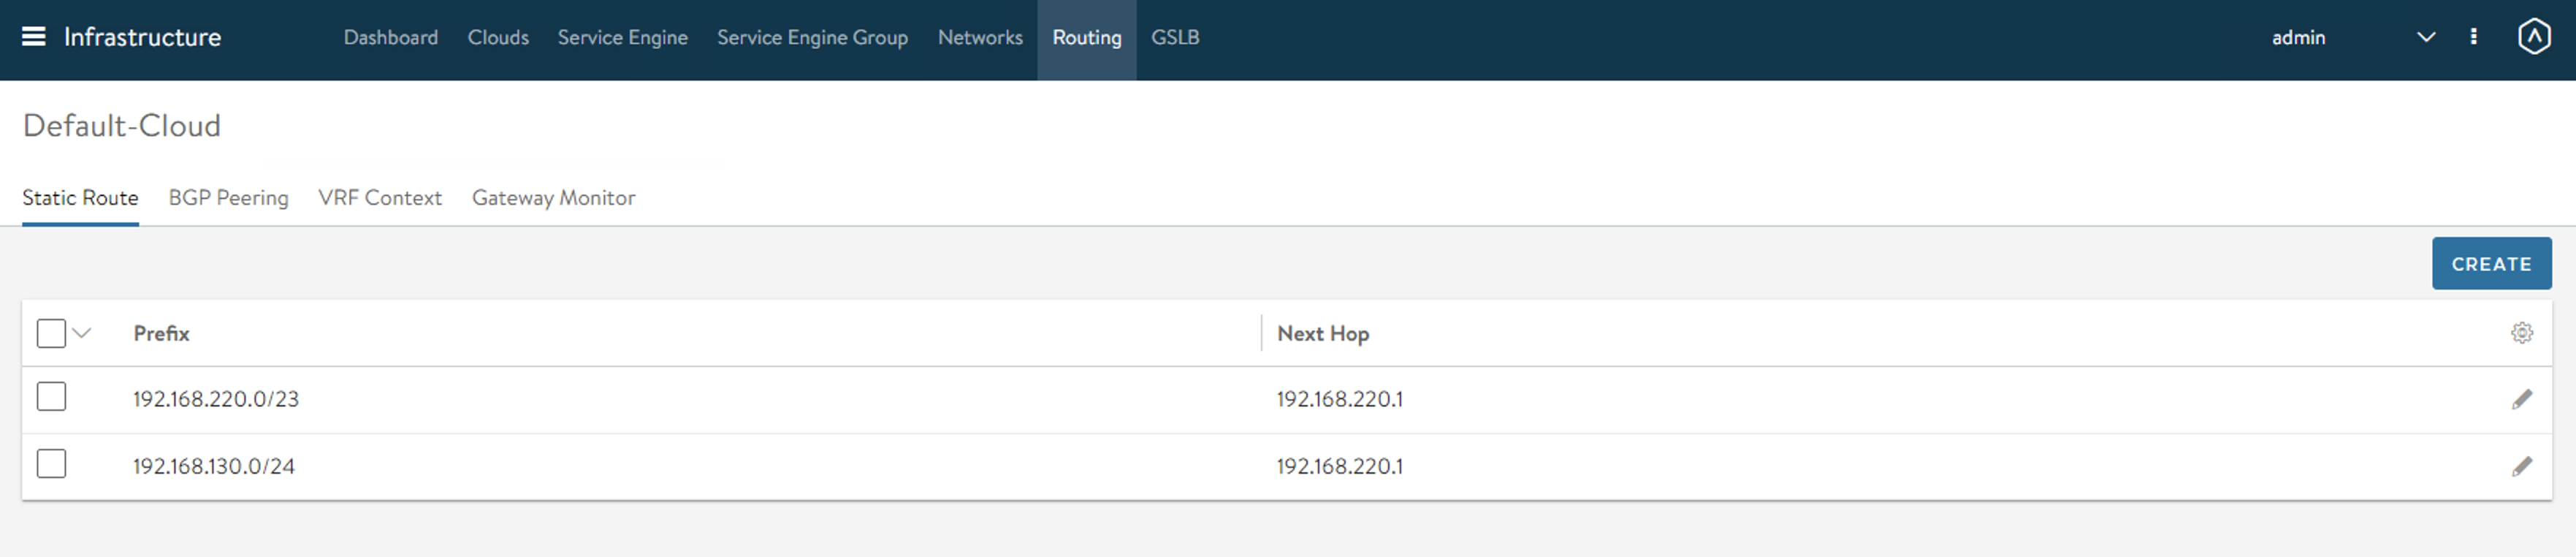 Infrastructure Dashboard Clouds Service Engine Service Engine Group Networks Routing GSLB admin
Default-Cloud
Static Route BGP Peering VRF Context Gateway Monitor
CREATE
Prefix Next Hop
192.168.220.0/23 192.168.220.1
192.168.130.0/24 192.168.220.1